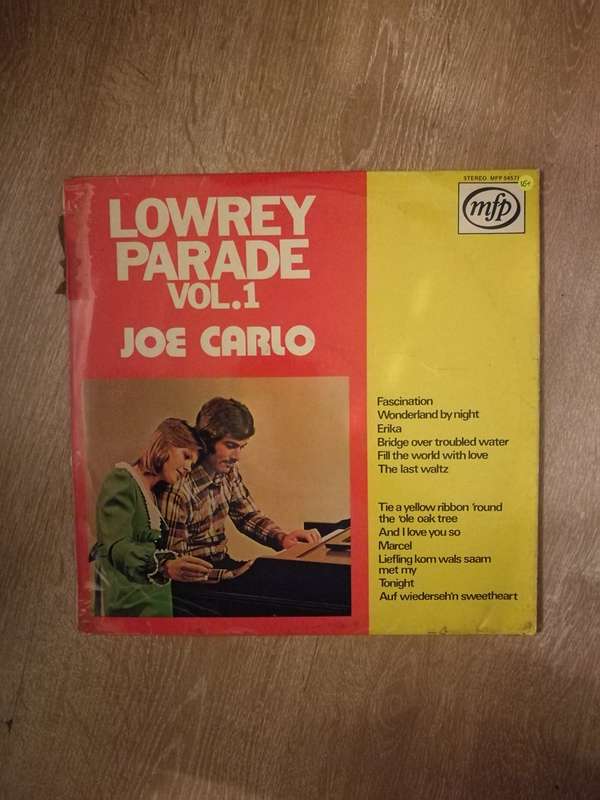 LOWREY
PARADE
VOL.1
JOE CARLO
STEREO MFP
mfp
Fascination
Wonderland by night
Erika
Bridge over troubled water
Fill the world with love
The last waltz
Tie a yellow ribbon 'round
the 'ole oak tree
And I love you so
Marcel
Liefling kom wals saam
met my
Tonight
Auf wiederseh'n sweetheart